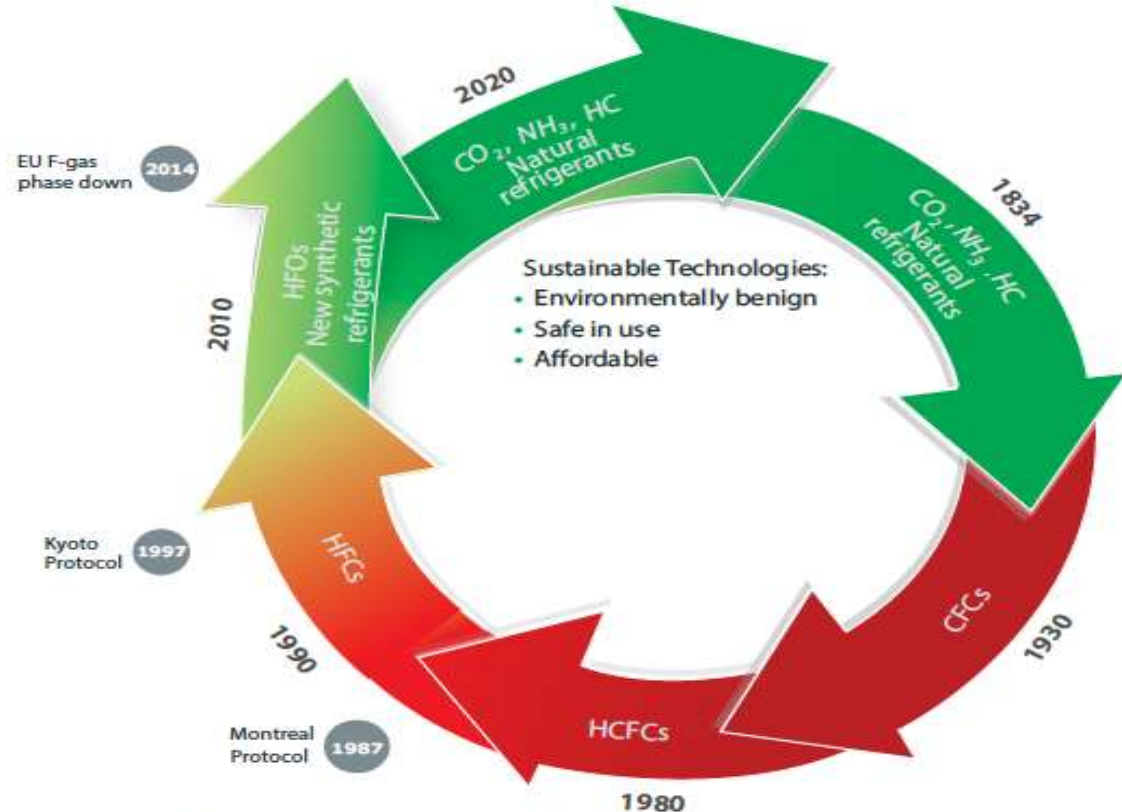 2020
CO₂, NH₃, HC
Natural
refrigerants
1834
CO₂, NH₃ .HC
Natural
refrigerants
EU F-gas
phase down
2014
HFOs
New synthetic
refrigerants
2010
Sustainable Technologies:
• Environmentally benign
• Safe in use
• Affordable
Kyoto
Protocol
1997
HFCs
1990
CFCs
1930
Montreal
Protocol
1987
HCFCs
1980